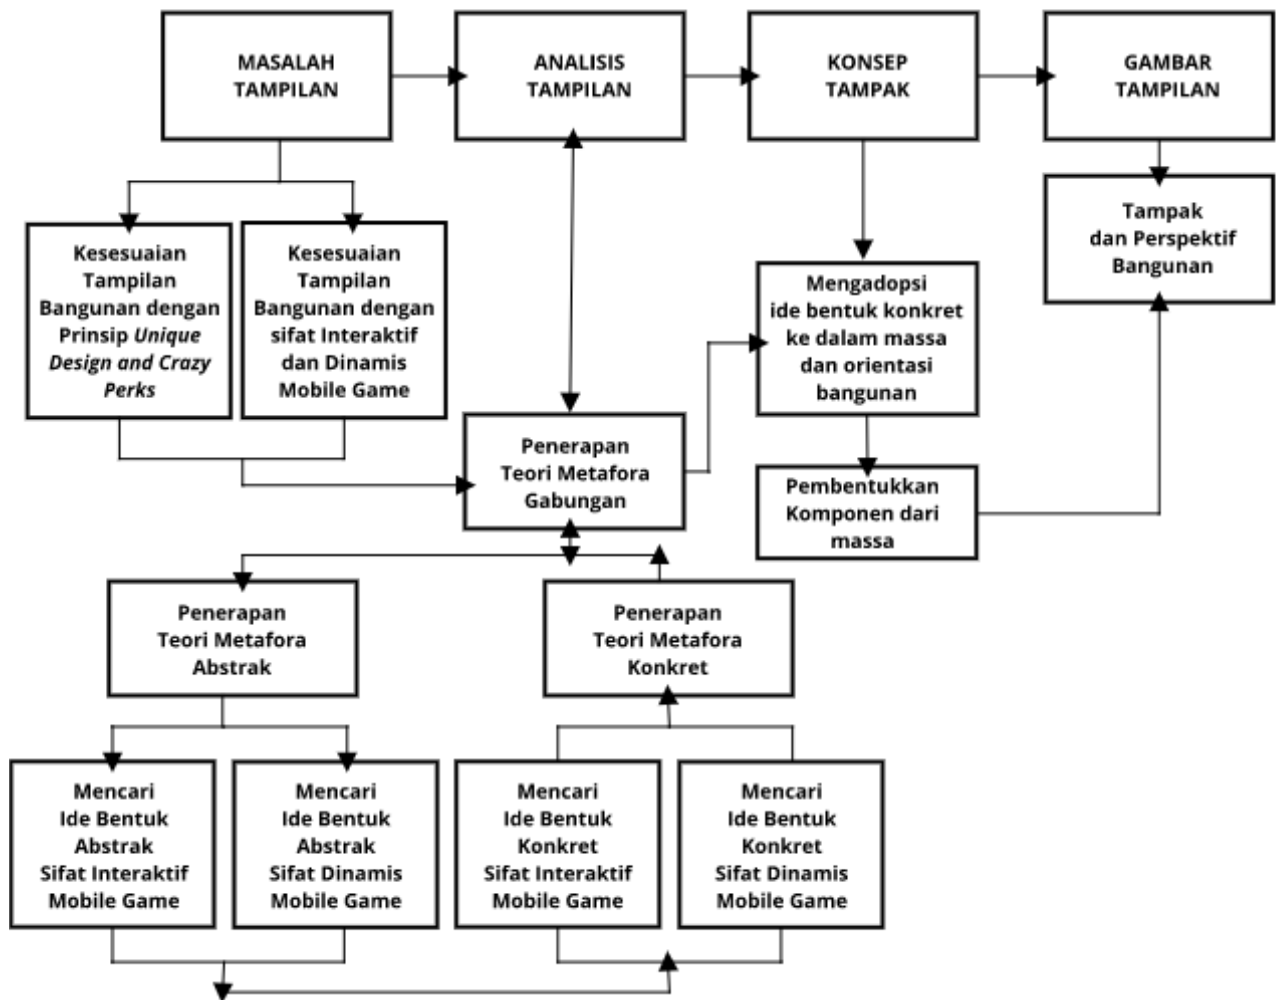 MASALAH
TAMPILAN
ANALISIS
TAMPILAN
KONSEP
TAMPAK
GAMBAR
TAMPILAN
Kesesuaian
Tampilan
Bangunan dengan
Prinsip Unique
Design and Crazy
Perks
Kesesuaian
Tampilan
Bangunan dengan
sifat Interaktif
dan Dinamis
Mobile Game
Tampak
dan Perspektif
Bangunan
Mengadopsi
ide bentuk konkret
ke dalam massa
dan orientasi
bangunan
Penerapan
Teori Metafora
Gabungan
Pembentukkan
Komponen dari
massa
Penerapan
Teori Metafora
Abstrak
Penerapan
Teori Metafora
Konkret
Mencari
Ide Bentuk
Abstrak
Sifat Interaktif
Mobile Game
Mencari
Ide Bentuk
Abstrak
Sifat Dinamis
Mobile Game
Mencari
Ide Bentuk
Konkret
Sifat Interaktif
Mobile Game
Mencari
Ide Bentuk
Konkret
Sifat Dinamis
Mobile Game